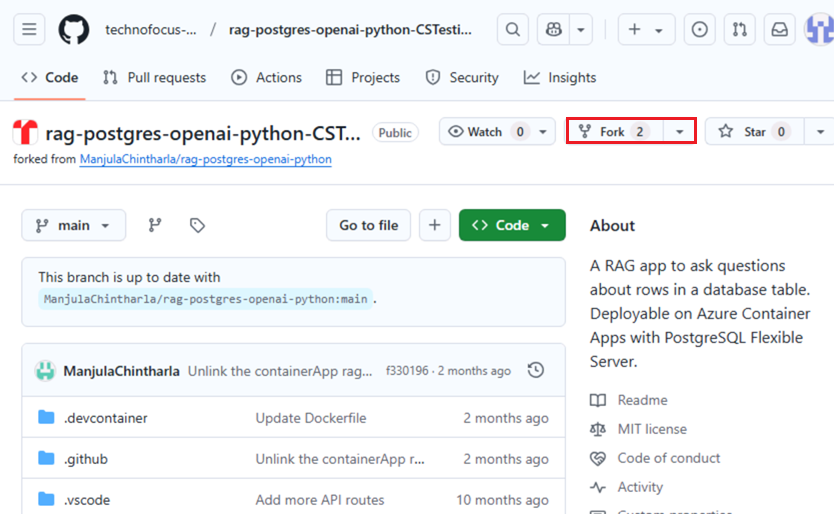 technofocus-... / rag-postgres-openai-python-CSTesti...
Code Pull requests Actions Projects Security Insights
rag-postgres-openai-python-CST... Public Watch 0 Fork 2 Star 0
forked from ManjulaChintharla/rag-postgres-openai-python
main Go to file Code
This branch is up to date with
ManjulaChintharla/rag-postgres-openai-python:main .
ManjulaChintharla Unlink the containerApp rag... f330196 · 2 months ago
.devcontainer Update Dockerfile 2 months ago
.github Unlink the containerApp r... 2 months ago
.vscode Add more API routes 10 months ago
About
A RAG app to ask questions
about rows in a database table.
Deployable on Azure Container
Apps with PostgreSQL Flexible
Server.
Readme
MIT license
Code of conduct
Activity
Custom properties